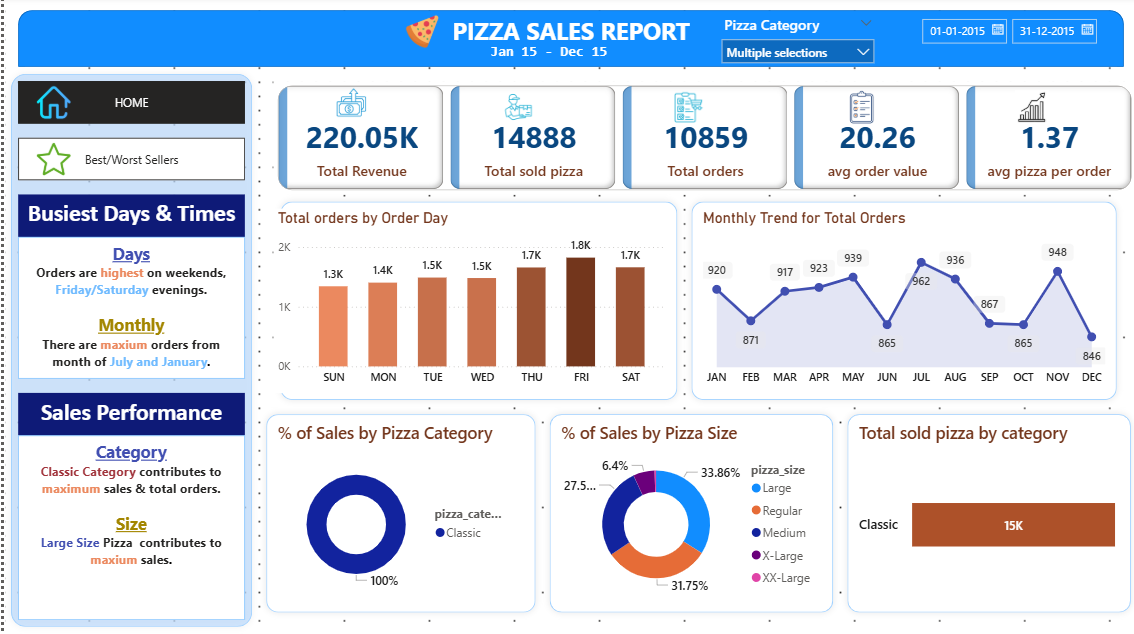 PIZZA SALES REPORT
Jan 15 - Dec 15
Pizza Category
Multiple selections
01-01-2015
31-12-2015
HOME
Best/Worst Sellers
Busiest Days & Times
Days
Orders are highest on weekends,
Friday/Saturday evenings.
Monthly
There are maxium orders from
month of July and January.
Sales Performance
Category
Classic Category contributes to
maximum sales & total orders.
Size
Large Size Pizza contributes to
maxium sales.
220.05K
Total Revenue
14888
Total sold pizza
10859
Total orders
20.26
avg order value
1.37
avg pizza per order
Total orders by Order Day
2K
1K
0K
1.3K
1.4K
1.5K
1.5K
1.7K
1.8K
1.7K
SUN MON TUE WED THU FRI SAT
Monthly Trend for Total Orders
920
871
917
923
939
865
962
936
867
865
948
846
JAN FEB MAR APR MAY JUN JUL AUG SEP OCT NOV DEC
% of Sales by Pizza Category
100%
pizza_cate...
Classic
% of Sales by Pizza Size
6.4%
27.5...
33.86%
31.75%
pizza_size
Large
Regular
Medium
X-Large
XX-Large
Total sold pizza by category
Classic
15K